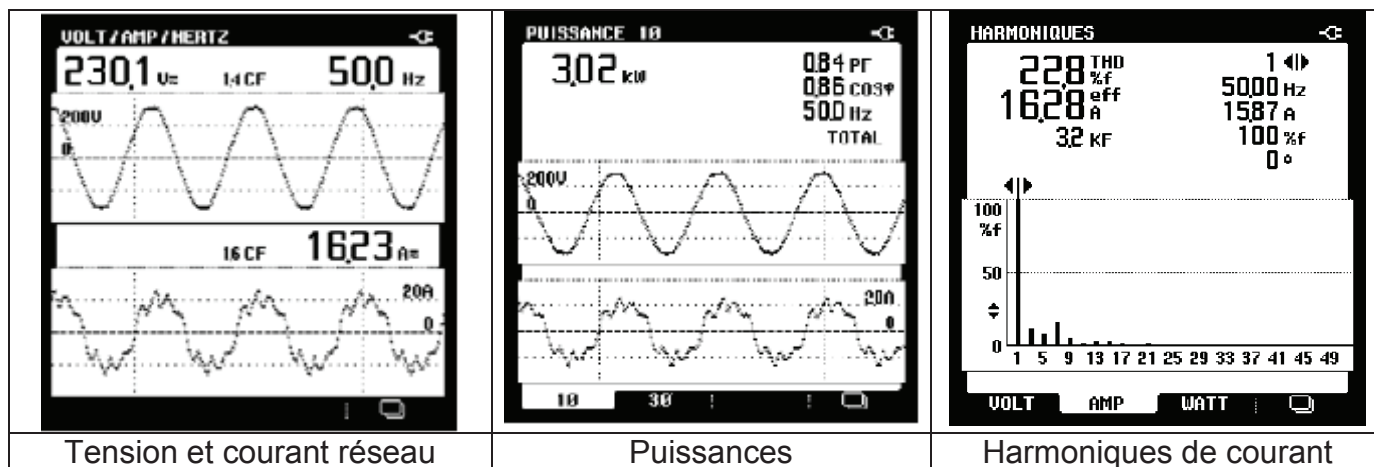 VOLT/AMP/HERTZ
230,1 V≂ 1,4 CF 50,0 Hz
200V
0
1,6 CF 16,23 A≂
20A
0
PUISSANCE 1Ø
3,02 kW
0,84 PF
0,86 COSφ
50,0 Hz
TOTAL
200V
0
20A
0
1Ø 3Ø
HARMONIQUES
22,8 THD %f
16,28 eff A
3,2 KF
1
50,00 Hz
15,87 A
100 %f
0 °
100
%f
50
0
1 5 9 13 17 21 25 29 33 37 41 45 49
VOLT AMP WATT
Tension et courant réseau
Puissances
Harmoniques de courant